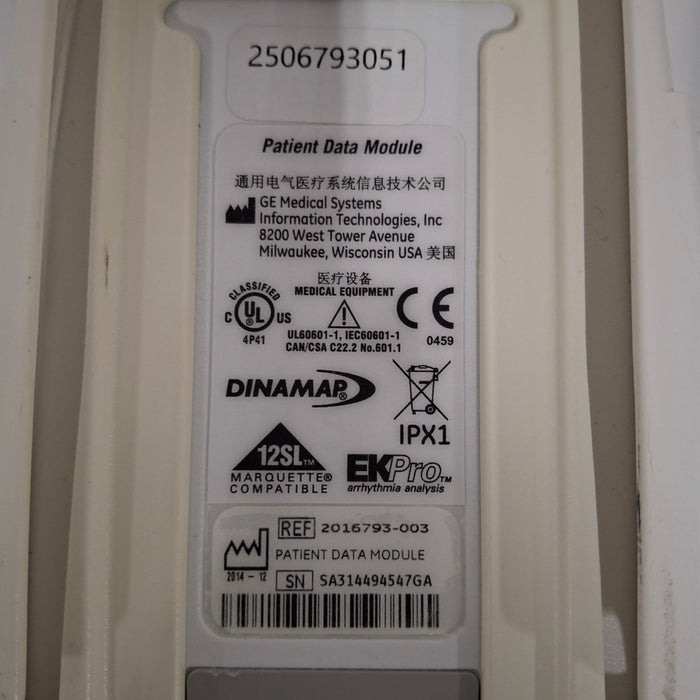 2506793051
Patient Data Module
通用电气医疗系统信息技术公司
GE Medical Systems
Information Technologies, Inc
8200 West Tower Avenue
Milwaukee, Wisconsin USA 美国
医疗设备
MEDICAL EQUIPMENT
CLASSIFIED
C UL US
4P41
UL60601-1, IEC60601-1
CAN/CSA C22.2 No.601.1
CE
0459
DINAMAP®
IPX1
12SL™
MARQUETTE®
COMPATIBLE
EKPro™
arrhythmia analysis
REF 2016793-003
PATIENT DATA MODULE
2014 - 12
SN SA314494547GA